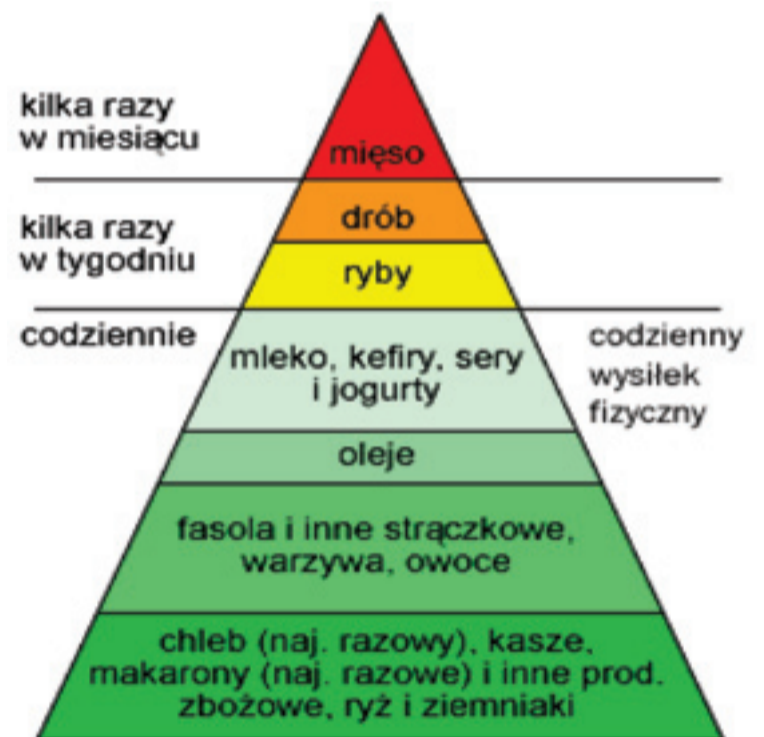 kilka razy
w miesiącu
mięso
kilka razy
w tygodniu
drób
ryby
codziennie
mleko, kefiry, sery
i jogurty
codzienny
wysiłek
fizyczny
oleje
fasola i inne strączkowe,
warzywa, owoce
chleb (naj. razowy), kasze,
makarony (naj. razowe) i inne prod.
zbożowe, ryż i ziemniaki